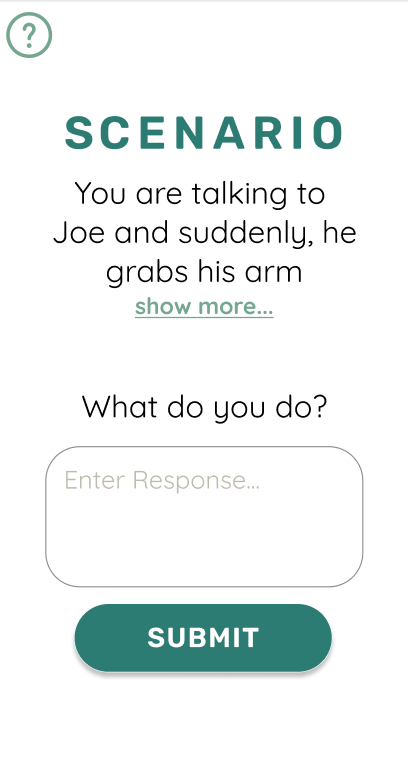 ?
SCENARIO
You are talking to
Joe and suddenly, he
grabs his arm
show more...
What do you do?
Enter Response...
SUBMIT